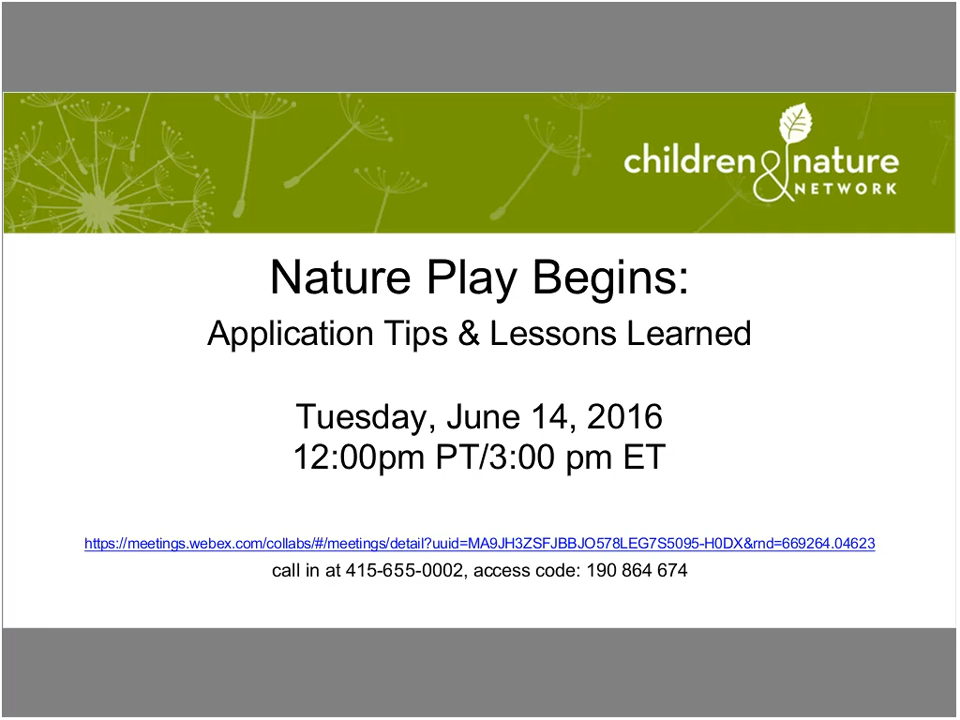 children & nature
NETWORK
Nature Play Begins:
Application Tips & Lessons Learned
Tuesday, June 14, 2016
12:00pm PT/3:00 pm ET
https://meetings.webex.com/collabs/#/meetings/detail?uuid=MA9JH3ZSFJBBJO578LEG7S5095-H0DX&rnd=669264.04623
call in at 415-655-0002, access code: 190 864 674